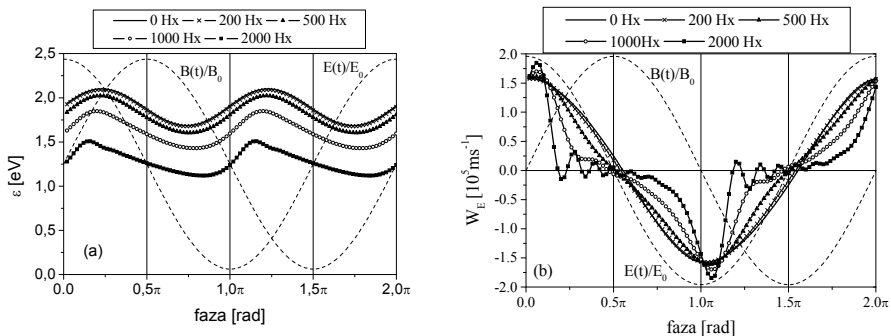 0 Hx 200 Hx 500 Hx
1000 Hx 2000 Hx
ε [eV]
2,5
2,0
1,5
1,0
0,5
0,0
B(t)/B₀
E(t)/E₀
(a)
0.0 0,5π 1,0π 1,5π 2,0π
faza [rad]
0 Hx 200 Hx 500 Hx
1000Hx 2000 Hx
W_E [10⁵ms⁻¹]
2.0
1.5
1.0
0.5
0.0
-0.5
-1.0
-1.5
-2.0
B(t)/B₀
E(t)/E₀
(b)
0.0 0.5π 1.0π 1.5π 2.0π
faza [rad]